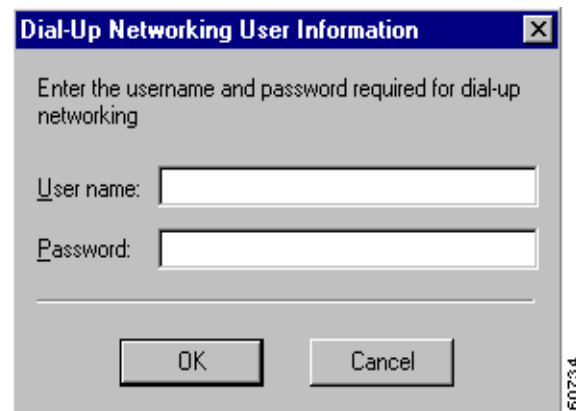 Dial-Up Networking User Information
Enter the username and password required for dial-up
networking
User name:
Password:
OK Cancel
60734